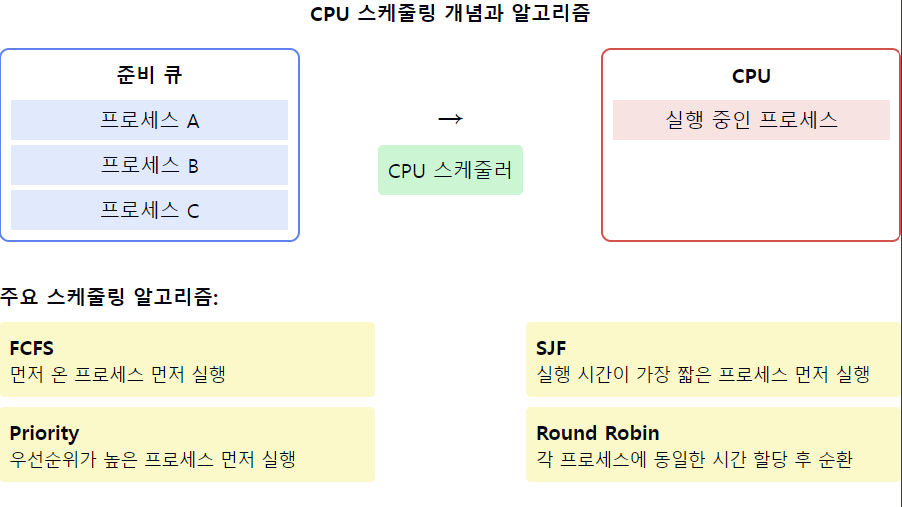 CPU 스케줄링 개념과 알고리즘
준비 큐
프로세스 A
프로세스 B
프로세스 C
→
CPU 스케줄러
CPU
실행 중인 프로세스
주요 스케줄링 알고리즘:
FCFS
먼저 온 프로세스 먼저 실행
SJF
실행 시간이 가장 짧은 프로세스 먼저 실행
Priority
우선순위가 높은 프로세스 먼저 실행
Round Robin
각 프로세스에 동일한 시간 할당 후 순환